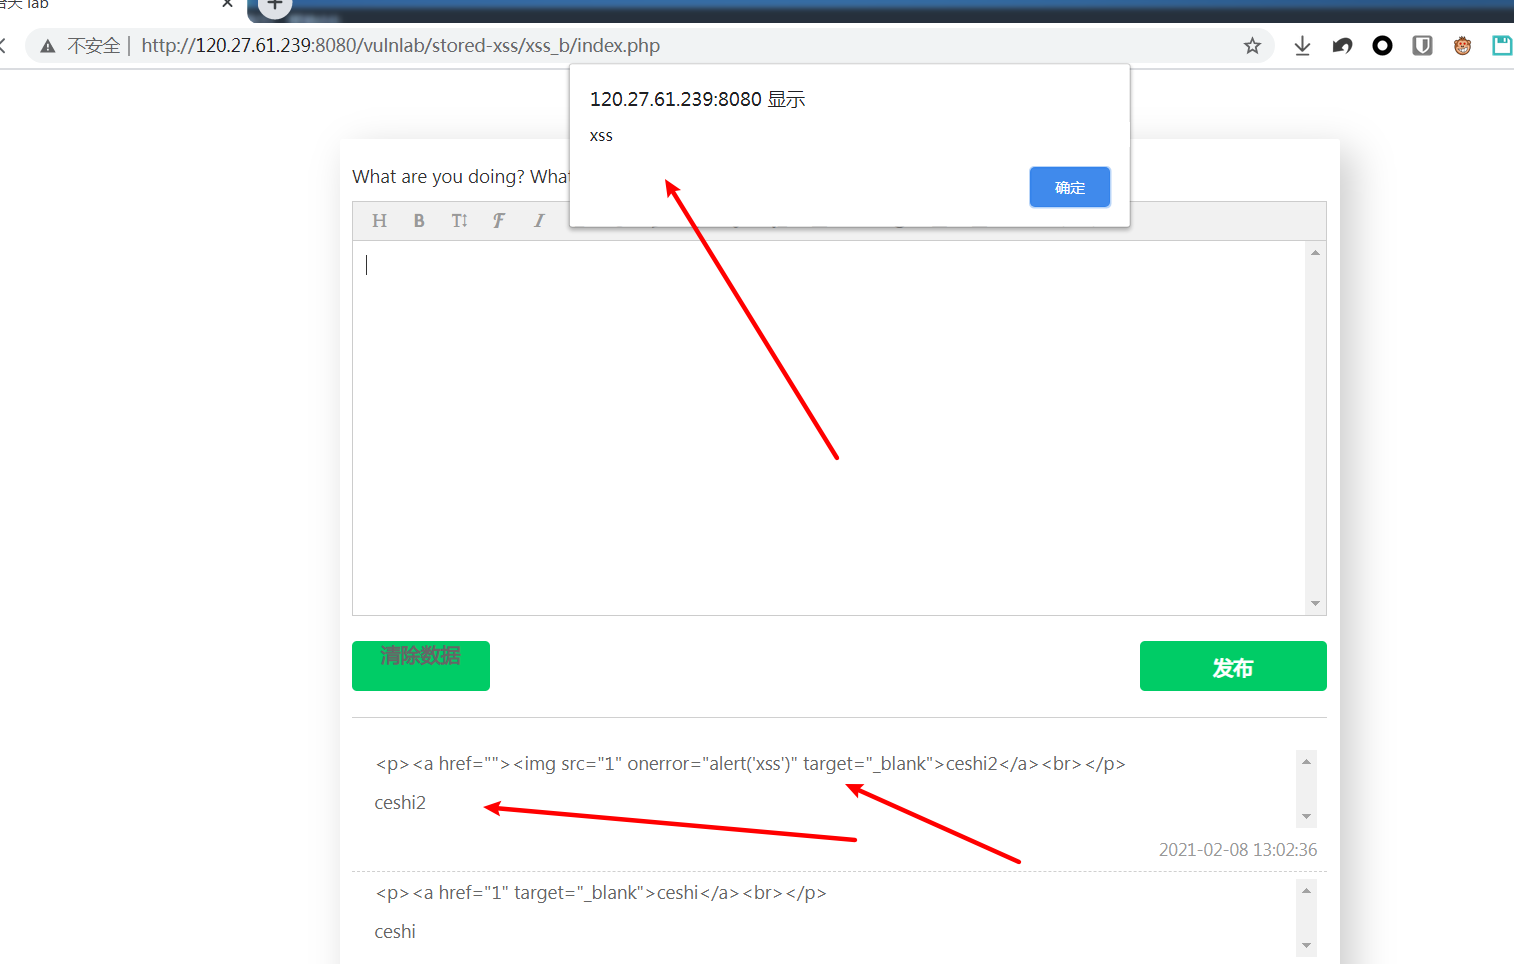 lab
不安全 | http://120.27.61.239:8080/vulnlab/stored-xss/xss_b/index.php
120.27.61.239:8080 显示
xss
确定
What are you doing?
H B T F I
清除数据
发布
<p><a href=""><img src="1" onerror="alert('xss')" target="_blank">ceshi2</a><br></p>
ceshi2
2021-02-08 13:02:36
<p><a href="1" target="_blank">ceshi</a><br></p>
ceshi